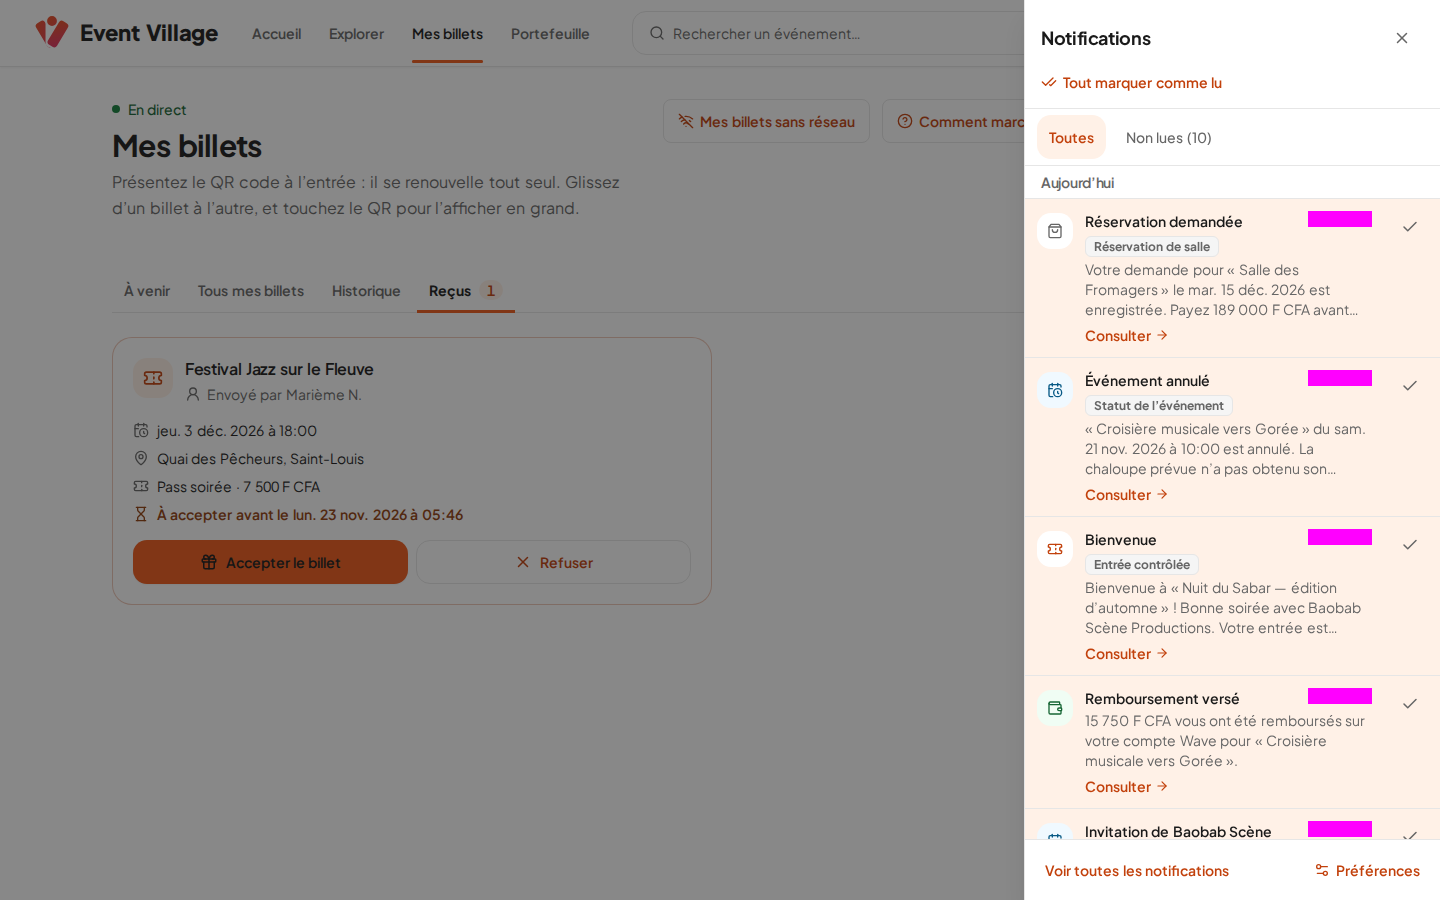 Event Village
Accueil
Explorer
Mes billets
Portefeuille
Rechercher un événement…
En direct
Mes billets
Présentez le QR code à l'entrée : il se renouvelle tout seul. Glissez
d'un billet à l'autre, et touchez le QR pour l'afficher en grand.
Mes billets sans réseau
Comment marc
À venir
Tous mes billets
Historique
Reçus 1
Festival Jazz sur le Fleuve
Envoyé par Marième N.
jeu. 3 déc. 2026 à 18:00
Quai des Pêcheurs, Saint-Louis
Pass soirée · 7 500 F CFA
À accepter avant le lun. 23 nov. 2026 à 05:46
Accepter le billet
Refuser
Notifications
Tout marquer comme lu
Toutes
Non lues (10)
Aujourd'hui
Réservation demandée
Réservation de salle
Votre demande pour « Salle des
Fromagers » le mar. 15 déc. 2026 est
enregistrée. Payez 189 000 F CFA avant…
Consulter
Événement annulé
Statut de l'événement
« Croisière musicale vers Gorée » du sam.
21 nov. 2026 à 10:00 est annulé. La
chaloupe prévue n'a pas obtenu son…
Consulter
Bienvenue
Entrée contrôlée
Bienvenue à « Nuit du Sabar — édition
d'automne » ! Bonne soirée avec Baobab
Scène Productions. Votre entrée est…
Consulter
Remboursement versé
15 750 F CFA vous ont été remboursés sur
votre compte Wave pour « Croisière
musicale vers Gorée ».
Consulter
Invitation de Baobab Scène
Voir toutes les notifications
Préférences